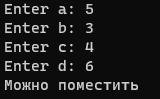 Enter a: 5
Enter b: 3
Enter c: 4
Enter d: 6
Можно поместить